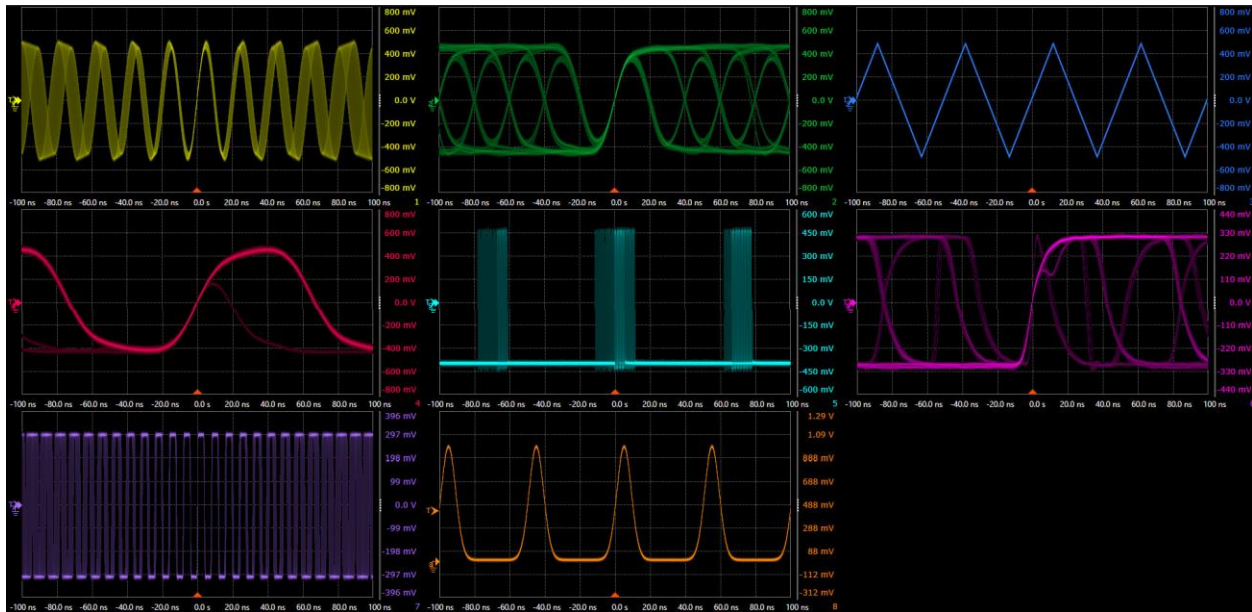 800 mV
600 mV
400 mV
200 mV
0.0 V
-200 mV
-400 mV
-600 mV
-800 mV
-100 ns -80.0 ns -60.0 ns -40.0 ns -20.0 ns 0.0 s 20.0 ns 40.0 ns 60.0 ns 80.0 ns 100 ns
1
800 mV
600 mV
400 mV
200 mV
0.0 V
-200 mV
-400 mV
-600 mV
-800 mV
-100 ns -80.0 ns -60.0 ns -40.0 ns -20.0 ns 0.0 s 20.0 ns 40.0 ns 60.0 ns 80.0 ns 100 ns
2
800 mV
600 mV
400 mV
200 mV
0.0 V
-200 mV
-400 mV
-600 mV
-800 mV
-100 ns -80.0 ns -60.0 ns -40.0 ns -20.0 ns 0.0 s 20.0 ns 40.0 ns 60.0 ns 80.0 ns 100 ns
800 mV
600 mV
400 mV
200 mV
0.0 V
-200 mV
-400 mV
-600 mV
-800 mV
-100 ns -80.0 ns -60.0 ns -40.0 ns -20.0 ns 0.0 s 20.0 ns 40.0 ns 60.0 ns 80.0 ns 100 ns
4
600 mV
450 mV
300 mV
150 mV
0.0 V
-150 mV
-300 mV
-450 mV
-600 mV
-100 ns -80.0 ns -60.0 ns -40.0 ns -20.0 ns 0.0 s 20.0 ns 40.0 ns 60.0 ns 80.0 ns 100 ns
5
440 mV
330 mV
220 mV
110 mV
0.0 V
-110 mV
-220 mV
-330 mV
-440 mV
-100 ns -80.0 ns -60.0 ns -40.0 ns -20.0 ns 0.0 s 20.0 ns 40.0 ns 60.0 ns 80.0 ns 100 ns
396 mV
297 mV
198 mV
99 mV
0.0 V
-99 mV
-198 mV
-297 mV
-396 mV
-100 ns -80.0 ns -60.0 ns -40.0 ns -20.0 ns 0.0 s 20.0 ns 40.0 ns 60.0 ns 80.0 ns 100 ns
7
1.29 V
1.09 V
888 mV
688 mV
488 mV
288 mV
88 mV
-112 mV
-312 mV
-100 ns -80.0 ns -60.0 ns -40.0 ns -20.0 ns 0.0 s 20.0 ns 40.0 ns 60.0 ns 80.0 ns 100 ns
8